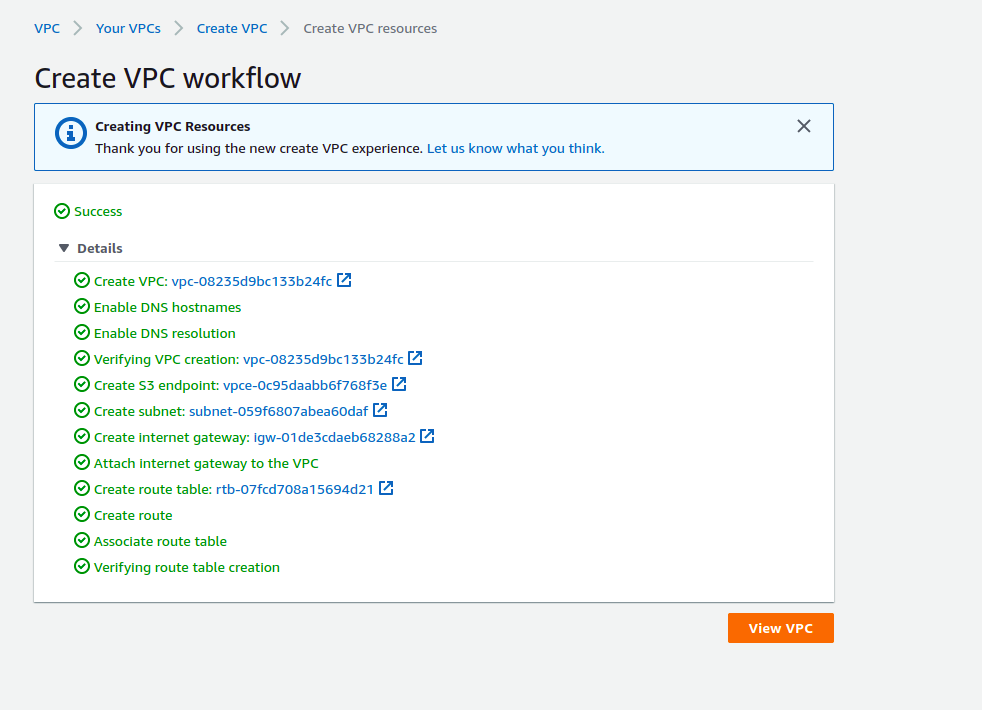 VPC Your VPCs Create VPC Create VPC resources
Create VPC workflow
Creating VPC Resources
Thank you for using the new create VPC experience. Let us know what you think.
Success
Details
Create VPC: vpc-08235d9bc133b24fc
Enable DNS hostnames
Enable DNS resolution
Verifying VPC creation: vpc-08235d9bc133b24fc
Create S3 endpoint: vpce-0c95daabb6f768f3e
Create subnet: subnet-059f6807abea60daf
Create internet gateway: igw-01de3cdaeb68288a2
Attach internet gateway to the VPC
Create route table: rtb-07fcd708a15694d21
Create route
Associate route table
Verifying route table creation
View VPC